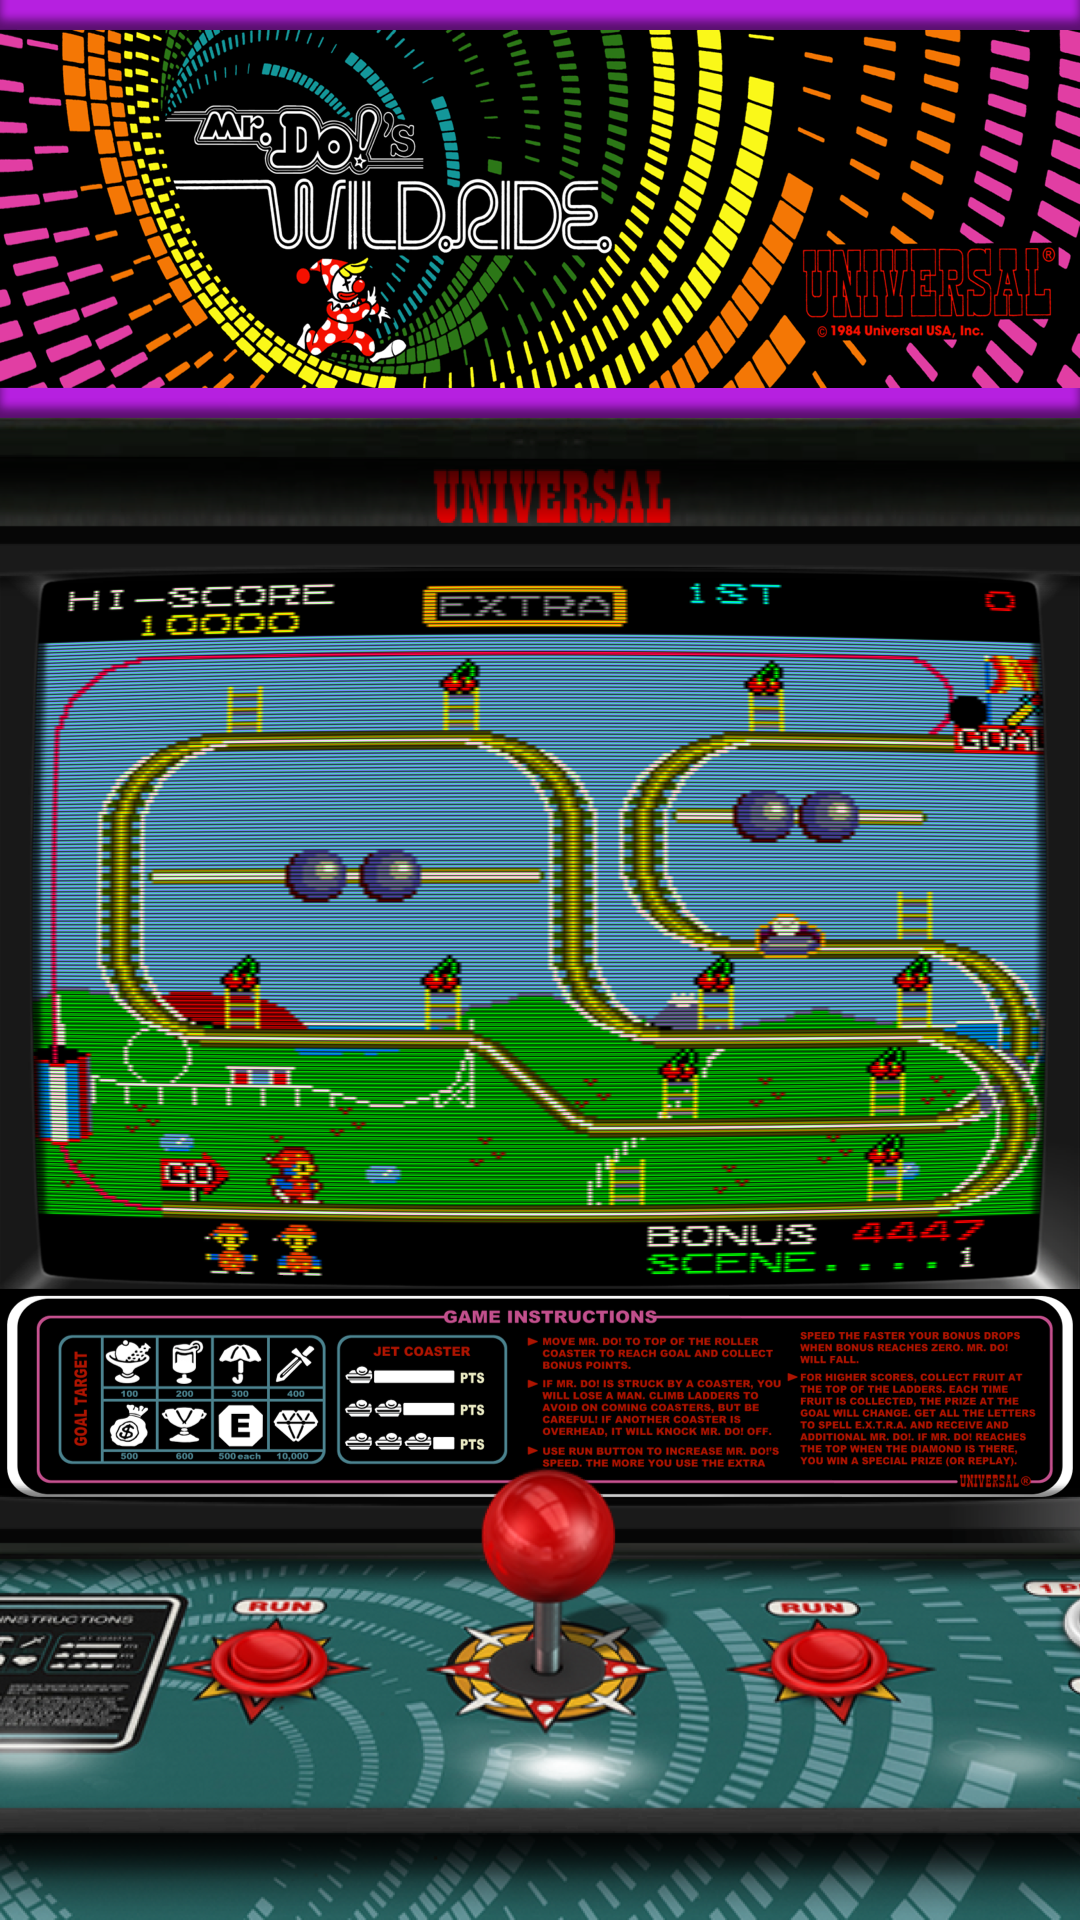 Mr. Do!'s
WILD RIDE.
UNIVERSAL®
© 1984 Universal USA, Inc.
UNIVERSAL
HI-SCORE
10000
EXTRA
1ST
0
GOAL
GO
BONUS 4447
SCENE.... 1
GAME INSTRUCTIONS
GOAL TARGET
100 200 300 400
E
500 600 500 each 10,000
JET COASTER
PTS
PTS
PTS
MOVE MR. DO! TO TOP OF THE ROLLER
COASTER TO REACH GOAL AND COLLECT
BONUS POINTS.
IF MR. DO! IS STRUCK BY A COASTER, YOU
WILL LOSE A MAN. CLIMB LADDERS TO
AVOID ON COMING COASTERS, BUT BE
CAREFUL! IF ANOTHER COASTER IS
OVERHEAD, IT WILL KNOCK MR. DO! OFF.
USE RUN BUTTON TO INCREASE MR. DO!'S
SPEED. THE MORE YOU USE THE EXTRA
SPEED THE FASTER YOUR BONUS DROPS
WHEN BONUS REACHES ZERO. MR. DO!
WILL FALL.
FOR HIGHER SCORES, COLLECT FRUIT AT
THE TOP OF THE LADDERS. EACH TIME
FRUIT IS COLLECTED, THE PRIZE AT THE
GOAL WILL CHANGE. GET ALL THE LETTERS
TO SPELL E.X.T.R.A. AND RECEIVE AND
ADDITIONAL MR. DO!. IF MR. DO! REACHES
THE TOP WHEN THE DIAMOND IS THERE,
YOU WIN A SPECIAL PRIZE (OR REPLAY).
UNIVERSAL®
RUN
RUN
1 P
INSTRUCTIONS
JET COASTER
PTS
PTS
PTS